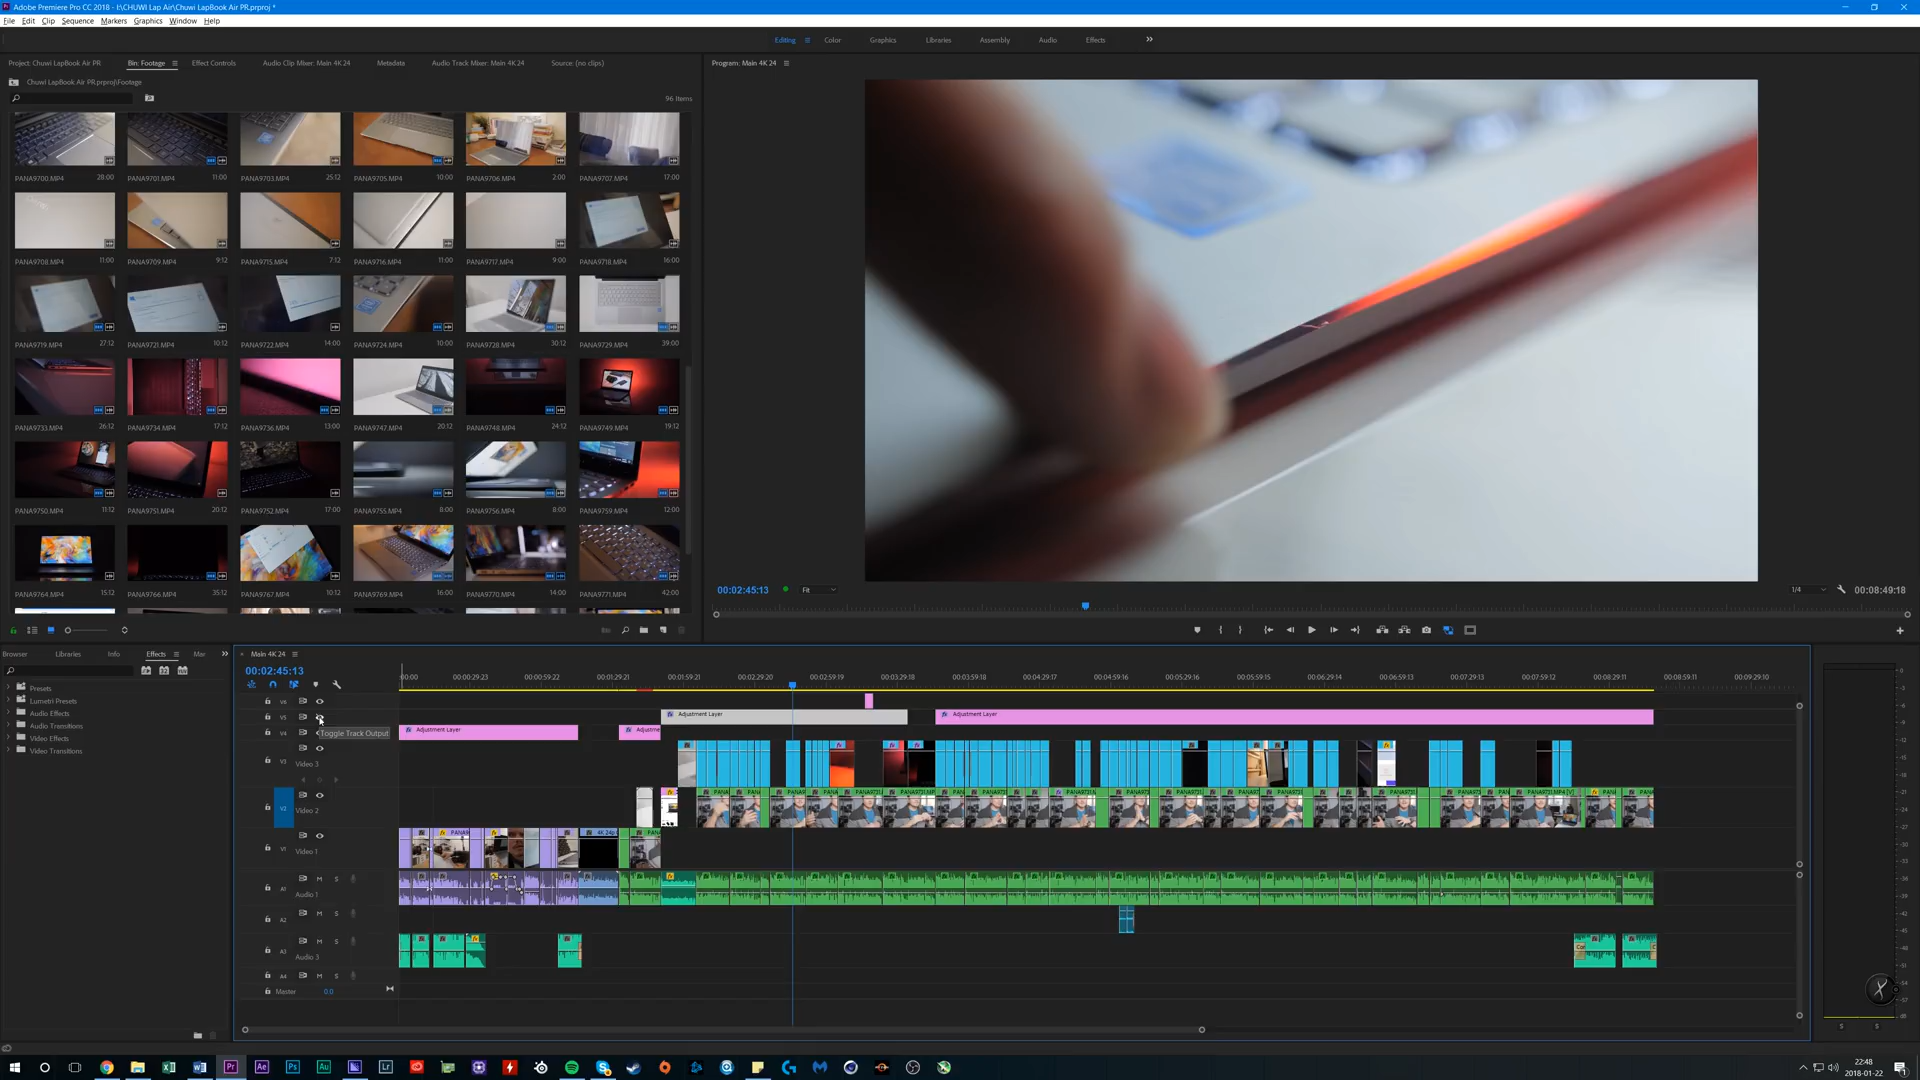 Adobe Premiere Pro CC 2018 - I:\CHUWI Lap Air\Chuwi LapBook Air PR.prproj *
File Edit Clip Sequence Markers Graphics Window Help
Editing Color Graphics Libraries Assembly Audio Effects
Project: Chuwi LapBook Air PR Bin: Footage Effect Controls Audio Clip Mixer: Main 4K 24 Metadata Audio Track Mixer: Main 4K 24 Source: (no clips)
Program: Main 4K 24
Chuwi LapBook Air PR.prproj\Footage
96 Items
PANA9700.MP4 28:00 PANA9701.MP4 11:00 PANA9703.MP4 25:12 PANA9705.MP4 10:00 PANA9706.MP4 2:00 PANA9707.MP4 17:00
PANA9708.MP4 11:00 PANA9709.MP4 9:12 PANA9715.MP4 7:12 PANA9716.MP4 11:00 PANA9717.MP4 9:00 PANA9718.MP4 16:00
PANA9719.MP4 27:12 PANA9721.MP4 10:12 PANA9722.MP4 14:00 PANA9724.MP4 10:00 PANA9728.MP4 30:12 PANA9729.MP4 39:00
PANA9733.MP4 26:12 PANA9734.MP4 17:12 PANA9736.MP4 13:00 PANA9747.MP4 20:12 PANA9748.MP4 24:12 PANA9749.MP4 19:12
PANA9750.MP4 11:12 PANA9751.MP4 20:12 PANA9752.MP4 17:00 PANA9755.MP4 8:00 PANA9756.MP4 8:00 PANA9759.MP4 12:00
PANA9764.MP4 15:12 PANA9766.MP4 35:12 PANA9767.MP4 10:12 PANA9769.MP4 16:00 PANA9770.MP4 14:00 PANA9771.MP4 42:00
00:02:45:13 Fit 1/4 00:08:49:18
Browser Libraries Info Effects Mar
Presets
Lumetri Presets
Audio Effects
Audio Transitions
Video Effects
Video Transitions
Main 4K 24
00:02:45:13
:00:00 00:00:29:23 00:00:59:22 00:01:29:21 00:01:59:21 00:02:29:20 00:02:59:19 00:03:29:18 00:03:59:18 00:04:29:17 00:04:59:16 00:05:29:16 00:05:59:15 00:06:29:14 00:06:59:13 00:07:29:13 00:07:59:12 00:08:29:11 00:08:59:11 00:09:29:10
V6
V5 Adjustment Layer Adjustment Layer
V4 Toggle Track Output Adjustment Layer Adjustme
V3 Video 3
V2 Video 2
V1 Video 1
A1 Audio 1 M S
A2 M S
A3 Audio 3 M S
A4 M S
Master 0.0
S S
22:48
2018-01-22